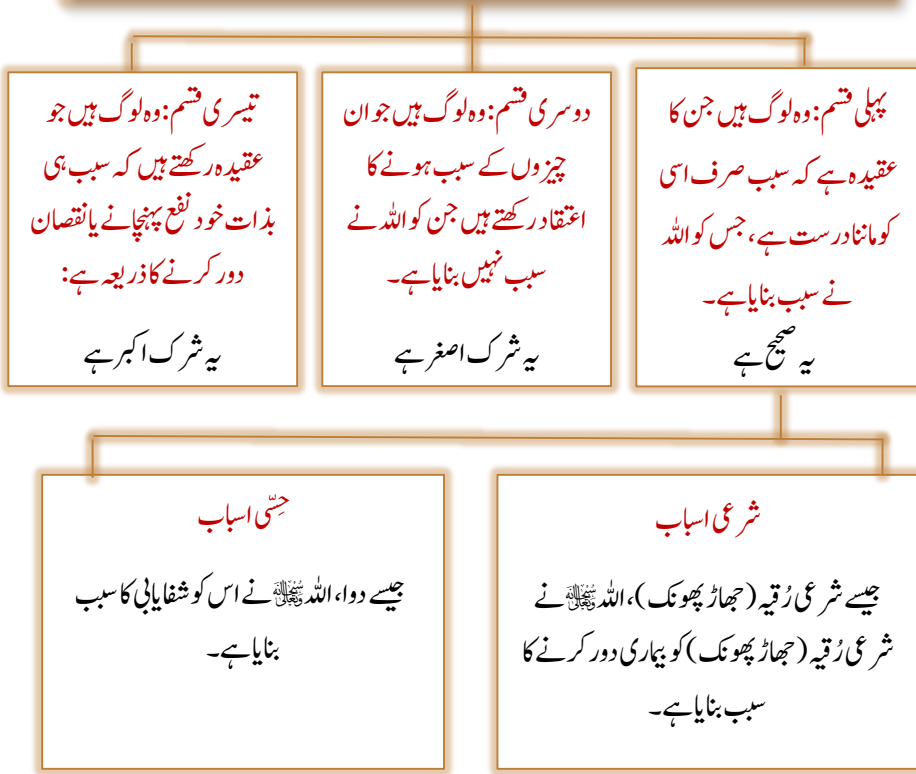 پہلی قسم: وہ لوگ ہیں جن کا
عقیدہ ہے کہ سبب صرف اسی
کو ماننا درست ہے، جس کو اللہ
نے سبب بنایا ہے۔
یہ صحیح ہے
دوسری قسم: وہ لوگ ہیں جو ان
چیزوں کے سبب ہونے کا
اعتقاد رکھتے ہیں جن کو اللہ نے
سبب نہیں بنایا ہے۔
یہ شرک اصغر ہے
تیسری قسم: وہ لوگ ہیں جو
عقیدہ رکھتے ہیں کہ سبب ہی
بذات خود نفع پہنچانے یا نقصان
دور کرنے کا ذریعہ ہے:
یہ شرک اکبر ہے
شرعی اسباب
جیسے شرعی رُقیہ (جھاڑ پھونک)، اللہ ﷻ نے
شرعی رُقیہ (جھاڑ پھونک) کو بیماری دور کرنے کا
سبب بنایا ہے۔
حِسّی اسباب
جیسے دوا، اللہ ﷻ نے اس کو شفایابی کا سبب
بنایا ہے۔